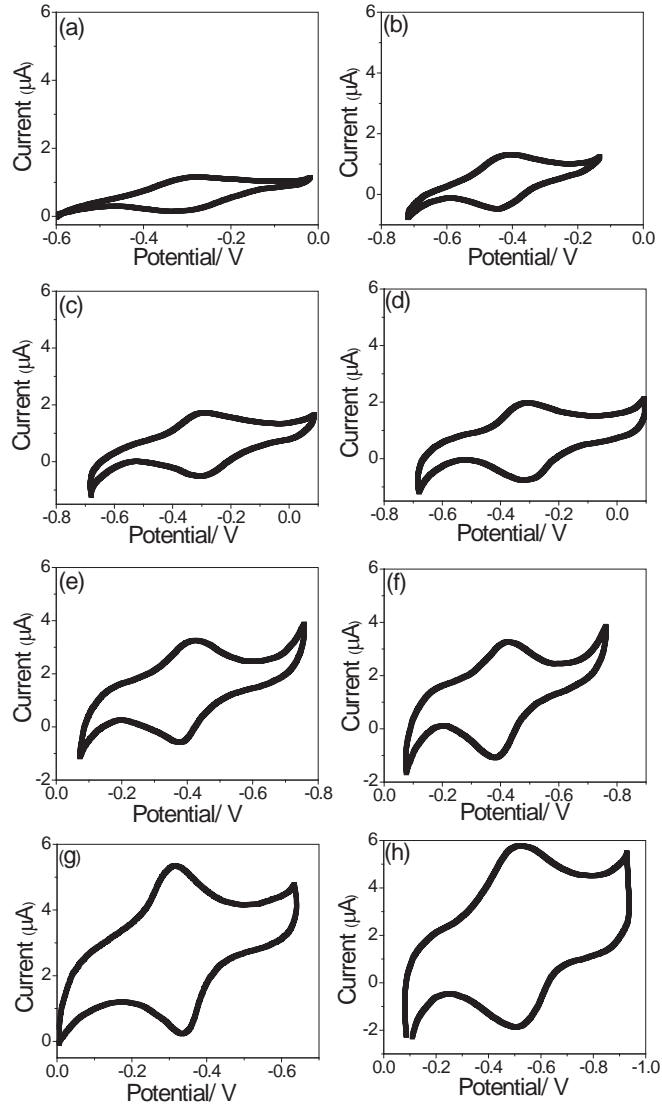 (a)
6
4
2
0
Current (µA)
-0.6 -0.4 -0.2 0.0
Potential/ V
(b)
6
4
2
0
Current (µA)
-0.8 -0.6 -0.4 -0.2 0.0
Potential/ V
(c)
6
4
2
0
Current (µA)
-0.8 -0.6 -0.4 -0.2 0.0
Potential/ V
(d)
6
4
2
0
Current (µA)
-0.8 -0.6 -0.4 -0.2 0.0
Potential/ V
(e)
6
4
2
0
-2
Current (µA)
0.0 -0.2 -0.4 -0.6 -0.8
Potential/ V
(f)
6
4
2
0
-2
Current (µA)
0.0 -0.2 -0.4 -0.6 -0.8
Potential/ V
(g)
6
4
2
0
Current (µA)
0.0 -0.2 -0.4 -0.6
Potential/ V
(h)
6
4
2
0
-2
Current (µA)
0.0 -0.2 -0.4 -0.6 -0.8 -1.0
Potential/ V